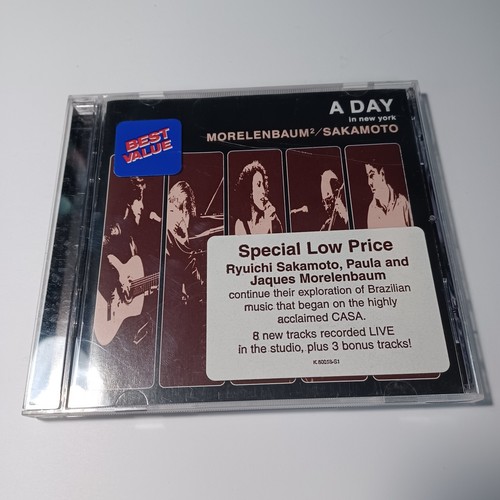 A DAY
in new york
MORELENBAUM²/SAKAMOTO
BEST
VALUE
Special Low Price
Ryuichi Sakamoto, Paula and
Jaques Morelenbaum
continue their exploration of Brazilian
music that began on the highly
acclaimed CASA.
8 new tracks recorded LIVE
in the studio, plus 3 bonus tracks!